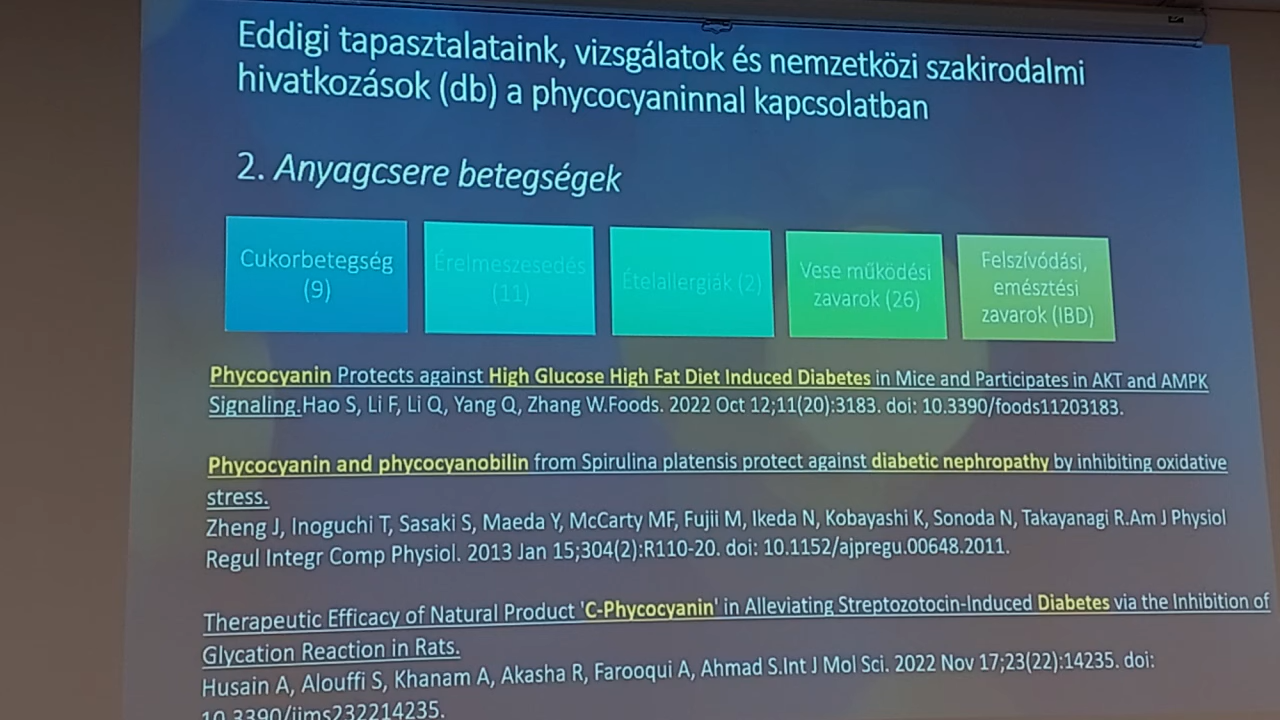 Eddigi tapasztalataink, vizsgálatok és nemzetközi szakirodalmi
hivatkozások (db) a phycocyaninnal kapcsolatban
2. Anyagcsere betegségek
Cukorbetegség
(9)
Érelmeszesedés
(11)
Ételallergiák (2)
Vese működési
zavarok (26)
Felszívódási,
emésztési
zavarok (IBD)
Phycocyanin Protects against High Glucose High Fat Diet Induced Diabetes in Mice and Participates in AKT and AMPK
Signaling.Hao S, Li F, Li Q, Yang Q, Zhang W.Foods. 2022 Oct 12;11(20):3183. doi: 10.3390/foods11203183.
Phycocyanin and phycocyanobilin from Spirulina platensis protect against diabetic nephropathy by inhibiting oxidative
stress.
Zheng J, Inoguchi T, Sasaki S, Maeda Y, McCarty MF, Fujii M, Ikeda N, Kobayashi K, Sonoda N, Takayanagi R.Am J Physiol
Regul Integr Comp Physiol. 2013 Jan 15;304(2):R110-20. doi: 10.1152/ajpregu.00648.2011.
Therapeutic Efficacy of Natural Product 'C-Phycocyanin' in Alleviating Streptozotocin-Induced Diabetes via the Inhibition of
Glycation Reaction in Rats.
Husain A, Alouffi S, Khanam A, Akasha R, Farooqui A, Ahmad S.Int J Mol Sci. 2022 Nov 17;23(22):14235. doi:
10.3390/ijms232214235.